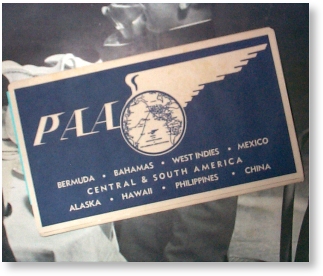 PAA
BERMUDA • BAHAMAS • WEST INDIES • MEXICO
CENTRAL & SOUTH AMERICA
ALASKA • HAWAII • PHILIPPINES • CHINA